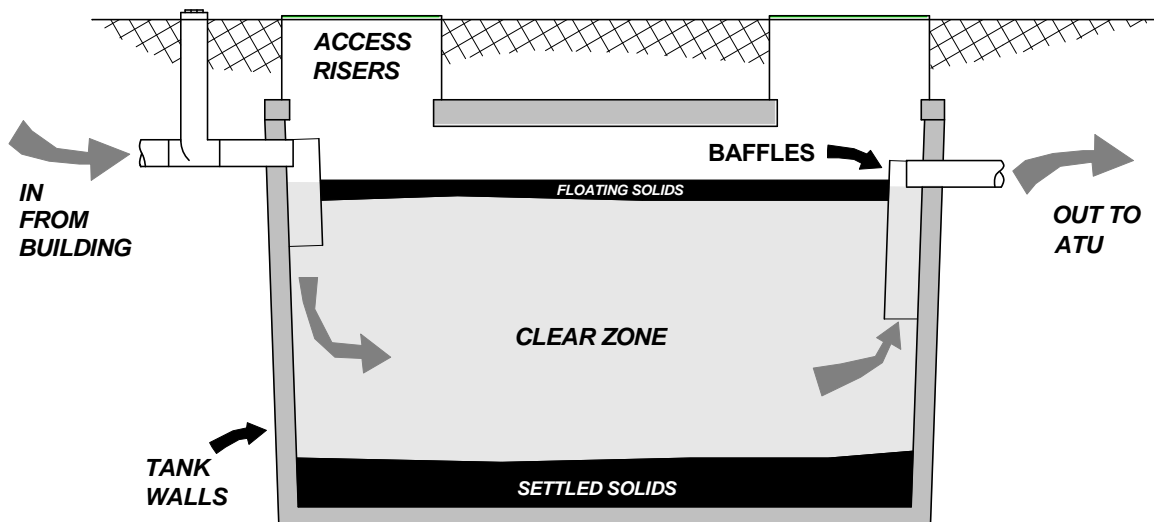 ACCESS
RISERS
BAFFLES
IN
FROM
BUILDING
FLOATING SOLIDS
OUT TO
ATU
CLEAR ZONE
TANK
WALLS
SETTLED SOLIDS